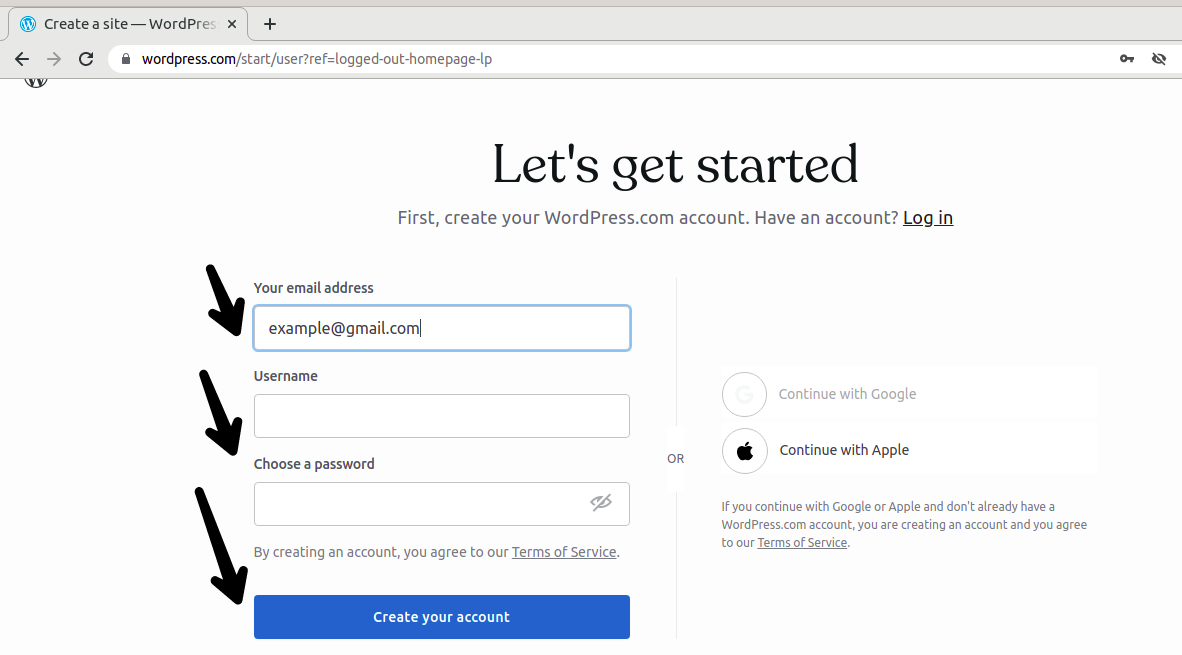 Create a site — WordPres
wordpress.com/start/user?ref=logged-out-homepage-lp
Let's get started
First, create your WordPress.com account. Have an account? Log in
Your email address
example@gmail.com
Username
Choose a password
By creating an account, you agree to our Terms of Service.
Create your account
OR
Continue with Google
Continue with Apple
If you continue with Google or Apple and don't already have a
WordPress.com account, you are creating an account and you agree
to our Terms of Service.